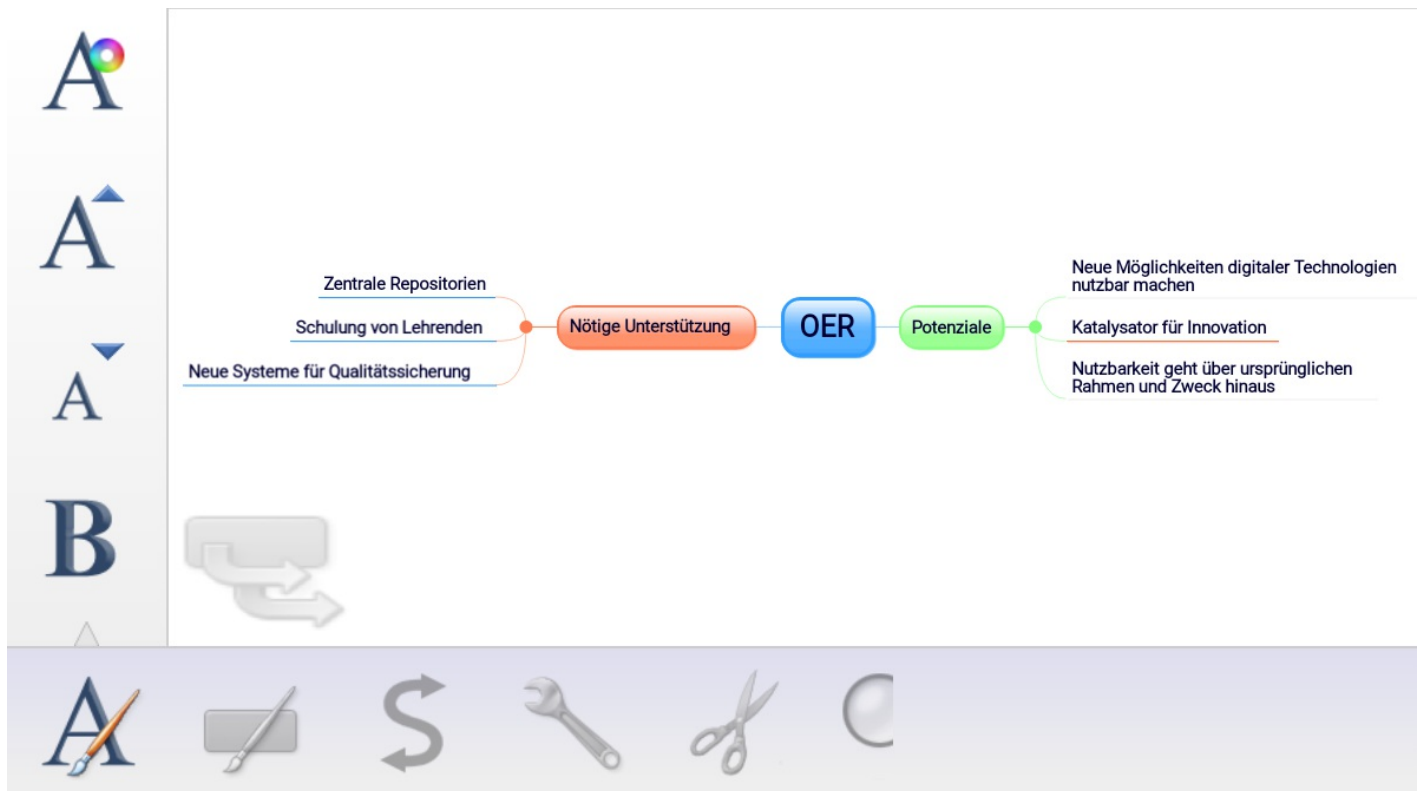 Zentrale Repositorien
Schulung von Lehrenden
Neue Systeme für Qualitätssicherung
Nötige Unterstützung
OER
Potenziale
Neue Möglichkeiten digitaler Technologien
nutzbar machen
Katalysator für Innovation
Nutzbarkeit geht über ursprünglichen
Rahmen und Zweck hinaus
A
A
A
B
A